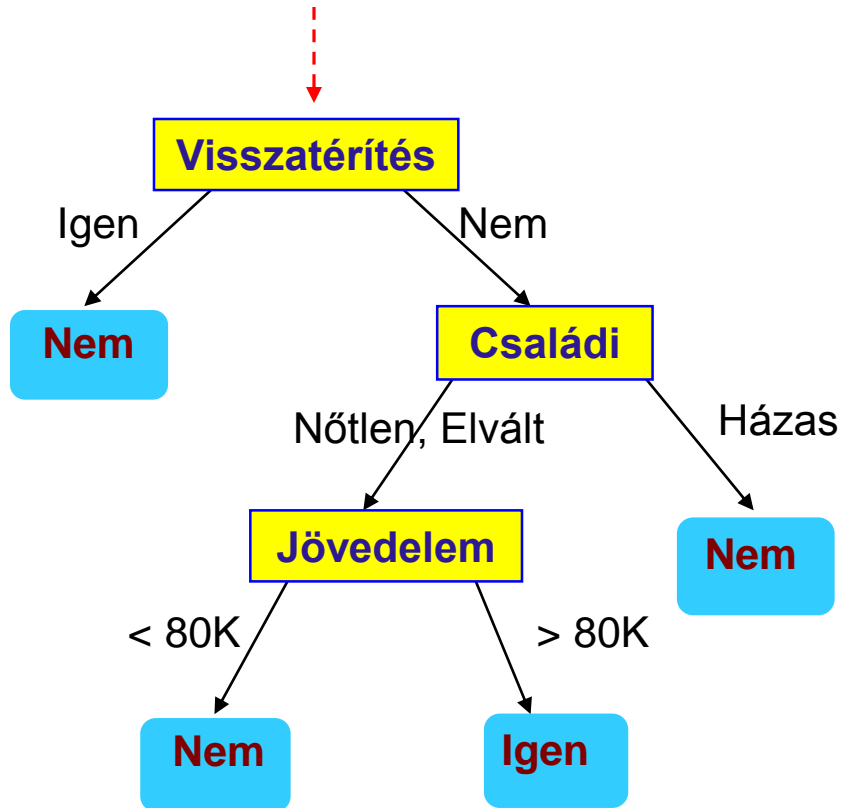 Visszatérítés
Igen
Nem
Nem
Családi
Nőtlen, Elvált
Házas
Jövedelem
Nem
< 80K
> 80K
Nem
Igen